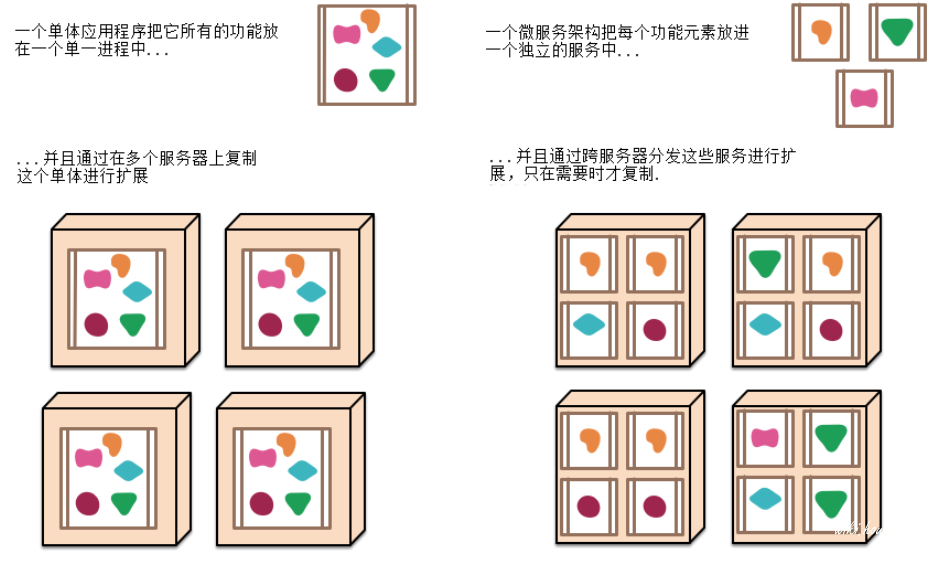 一个单体应用程序把它所有的功能放
在一个单一进程中...
一个微服务架构把每个功能元素放进
一个独立的服务中...
...并且通过在多个服务器上复制
这个单体进行扩展
...并且通过跨服务器分发这些服务进行扩
展，只在需要时才复制.